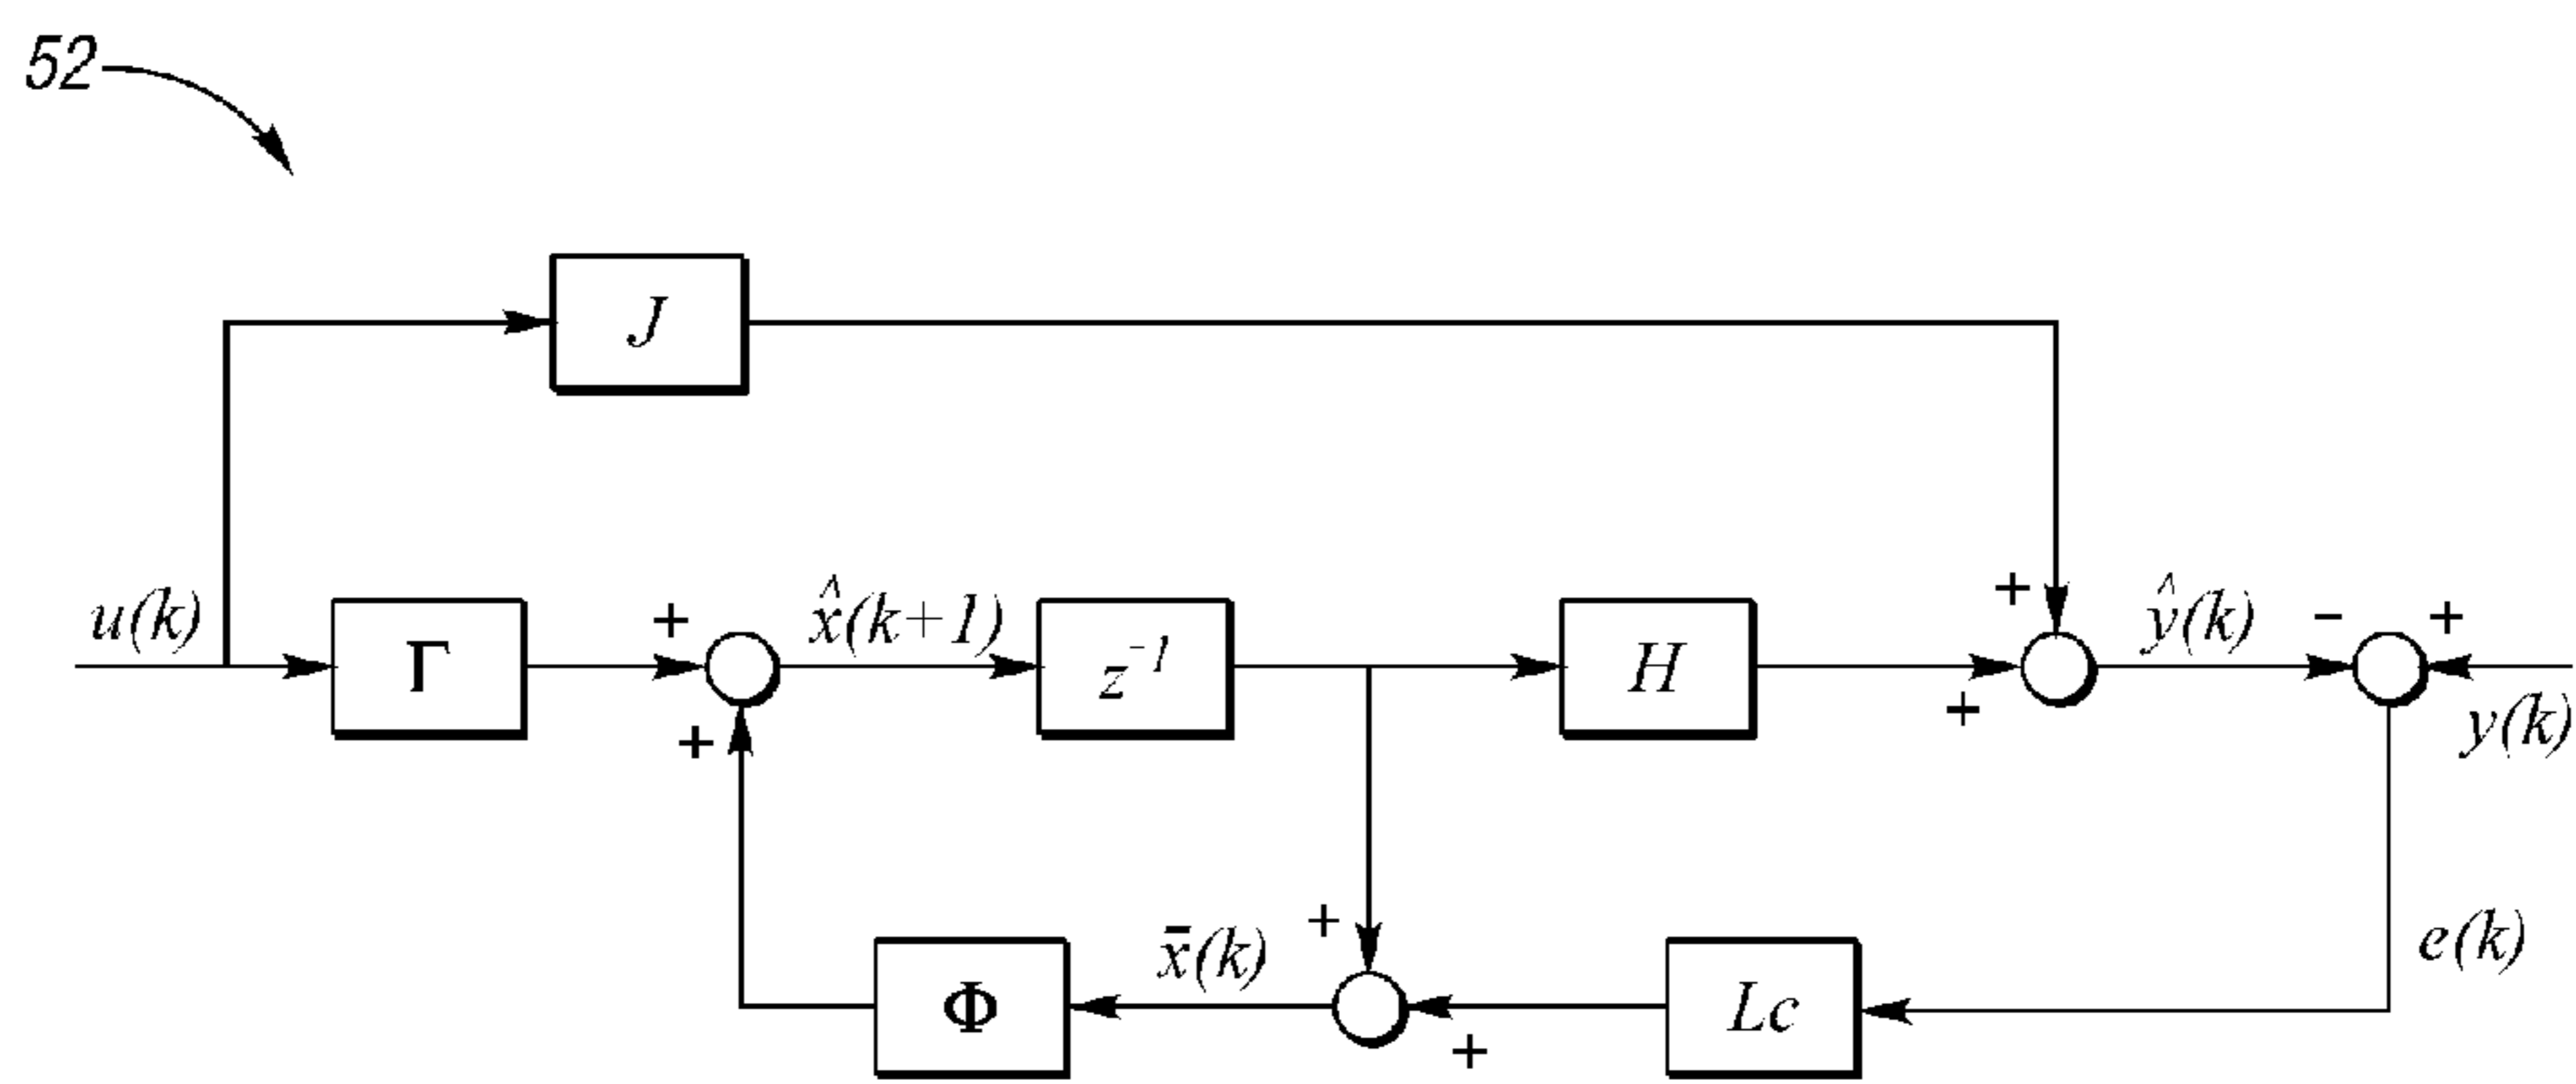 52
J
u(k)
Γ
+
+
x̂(k+1)
z⁻¹
H
+
+
ŷ(k)
-
+
y(k)
Φ
x̄(k)
+
+
Lc
e(k)